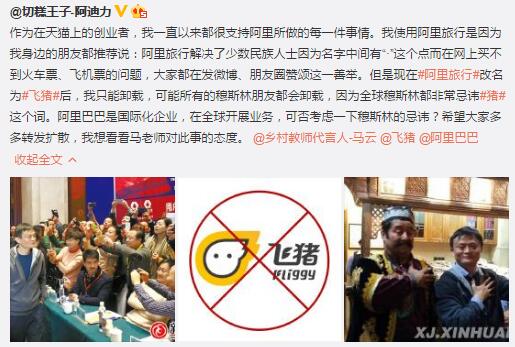 @切糕王子-阿迪力
作为在天猫上的创业者，我一直以来都很支持阿里所做的每一件事情。我使用阿里旅行是因为
我身边的朋友都推荐说：阿里旅行解决了少数民族人士因为名字中间有“·”这个点而在网上买不
到火车票、飞机票的问题，大家都在发微博、朋友圈赞颂这一善举。但是现在#阿里旅行#改名
为#飞猪#后，我只能卸载，可能所有的穆斯林朋友都会卸载，因为全球穆斯林都非常忌讳#猪#
这个词。阿里巴巴是国际化企业，在全球开展业务，可否考虑一下穆斯林的忌讳？希望大家多
多转发扩散，我想看看马老师对此事的态度。 @乡村教师代言人-马云 @飞猪 @阿里巴巴
收起全文
飞猪
Fliggy
XJ.XINHUA